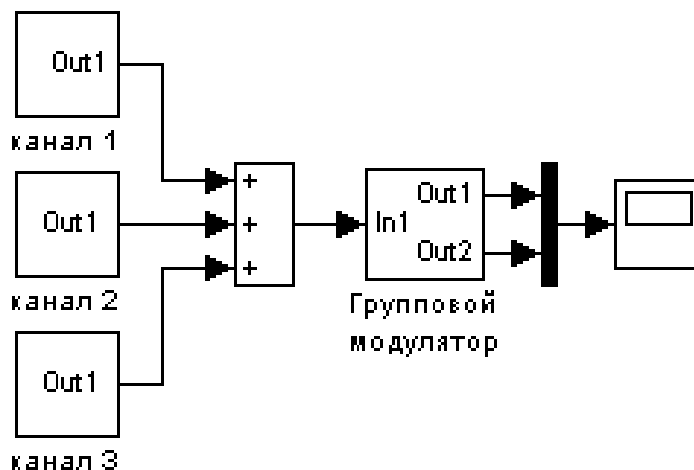 Out1
канал 1
Out1
канал 2
Out1
канал 3
+
+
+
In1
Out1
Out2
Групповой
модулятор